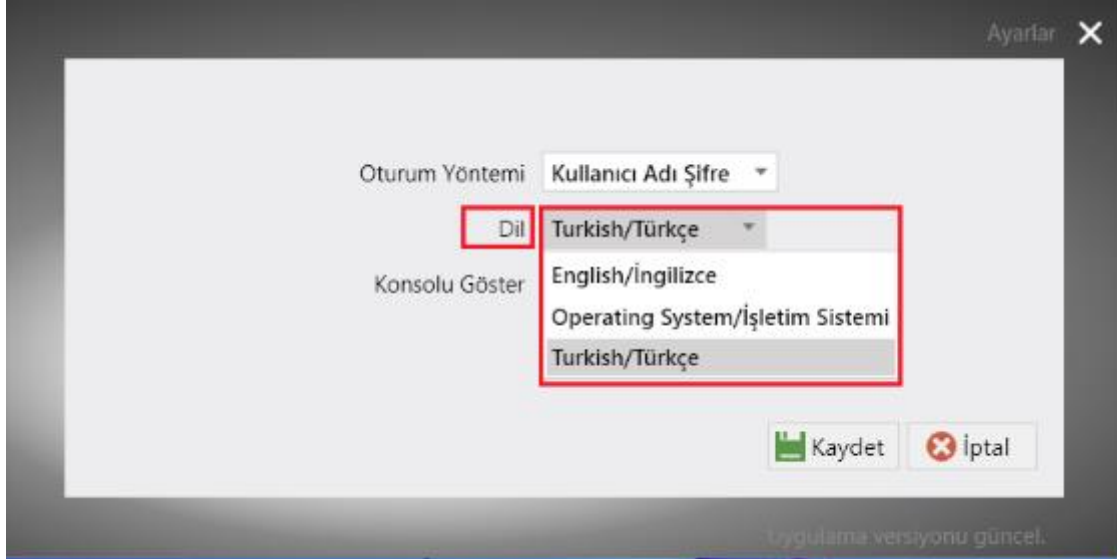 Ayarlar
Oturum Yöntemi Kullanıcı Adı Şifre
Dil Turkish/Türkçe
English/İngilizce
Konsolu Göster
Operating System/İşletim Sistemi
Turkish/Türkçe
Kaydet İptal
Uygulama versiyonu güncel.